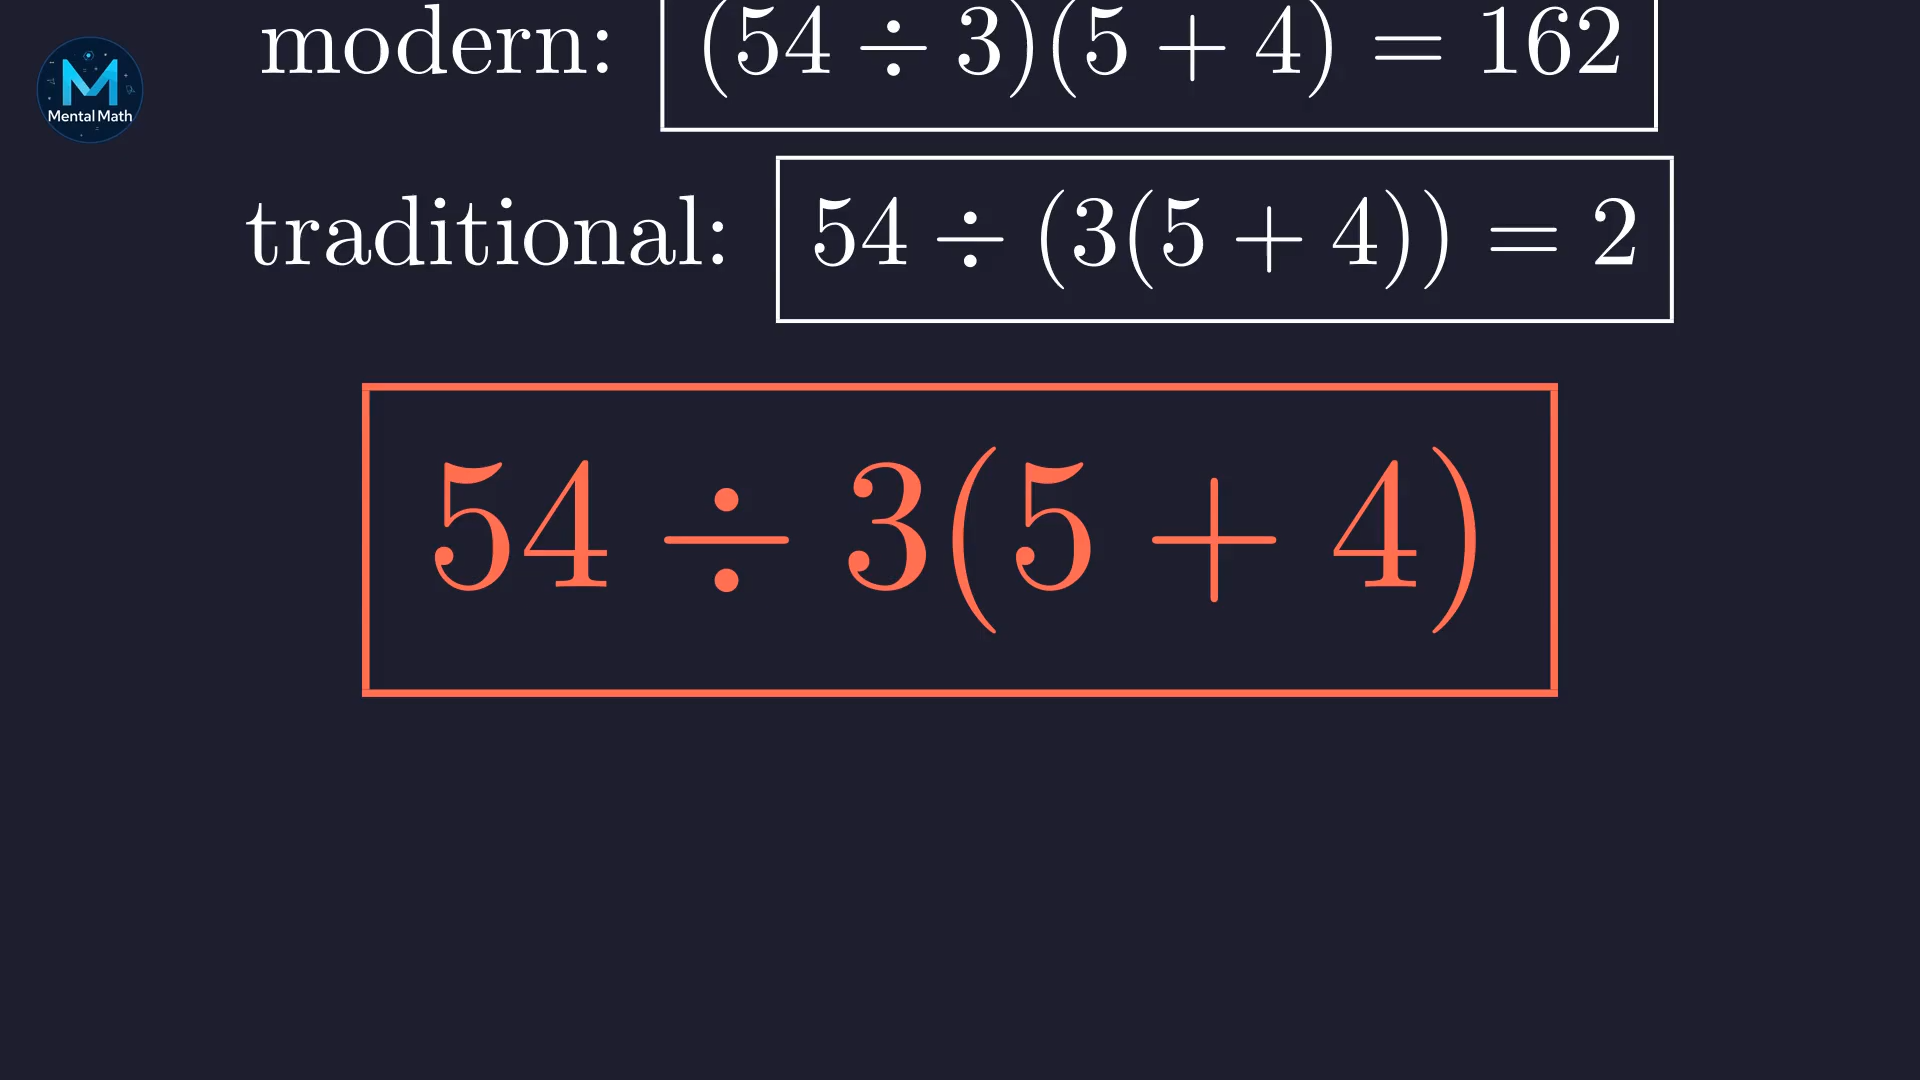 modern: (54 ÷ 3)(5 + 4) = 162
M
Mental Math
traditional: 54 ÷ (3(5 + 4)) = 2
54 ÷ 3(5 + 4)